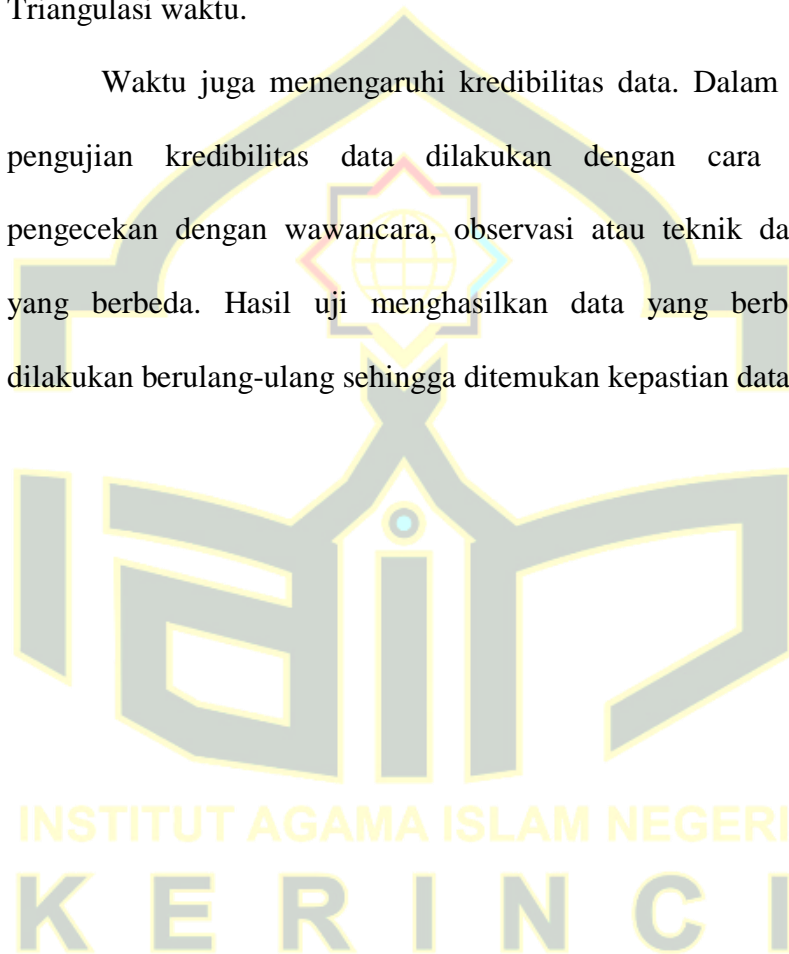 Triangulasi waktu.
Waktu juga memengaruhi kredibilitas data. Dalam
pengujian kredibilitas data dilakukan dengan cara
pengecekan dengan wawancara, observasi atau teknik da
yang berbeda. Hasil uji menghasilkan data yang berb
dilakukan berulang-ulang sehingga ditemukan kepastian data
iain
INSTITUT AGAMA ISLAM NEGERI
KERINCI